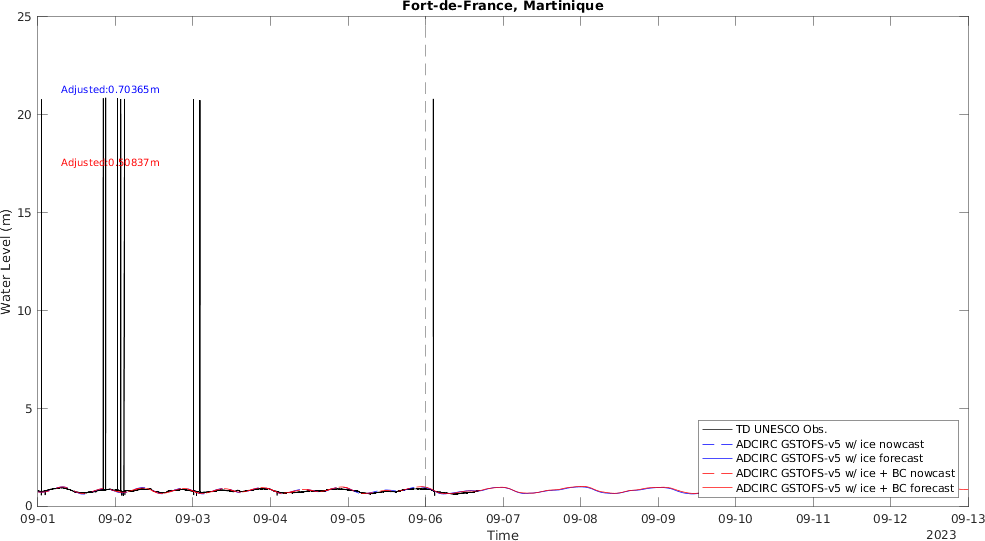 Fort-de-France, Martinique
25
20
15
10
5
0
Water Level (m)
Adjusted:0.70365m
Adjusted:0.50837m
TD UNESCO Obs.
ADCIRC GSTOFS-v5 w/ ice nowcast
ADCIRC GSTOFS-v5 w/ ice forecast
ADCIRC GSTOFS-v5 w/ ice + BC nowcast
ADCIRC GSTOFS-v5 w/ ice + BC forecast
09-01 09-02 09-03 09-04 09-05 09-06 09-07 09-08 09-09 09-10 09-11 09-12 09-13
Time
2023